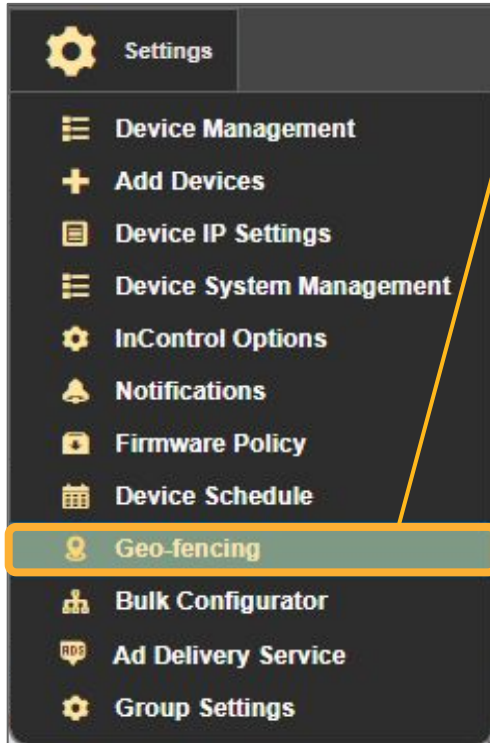 Settings
Device Management
Add Devices
Device IP Settings
Device System Management
InControl Options
Notifications
Firmware Policy
Device Schedule
Geo-fencing
Bulk Configurator
ADS Ad Delivery Service
Group Settings